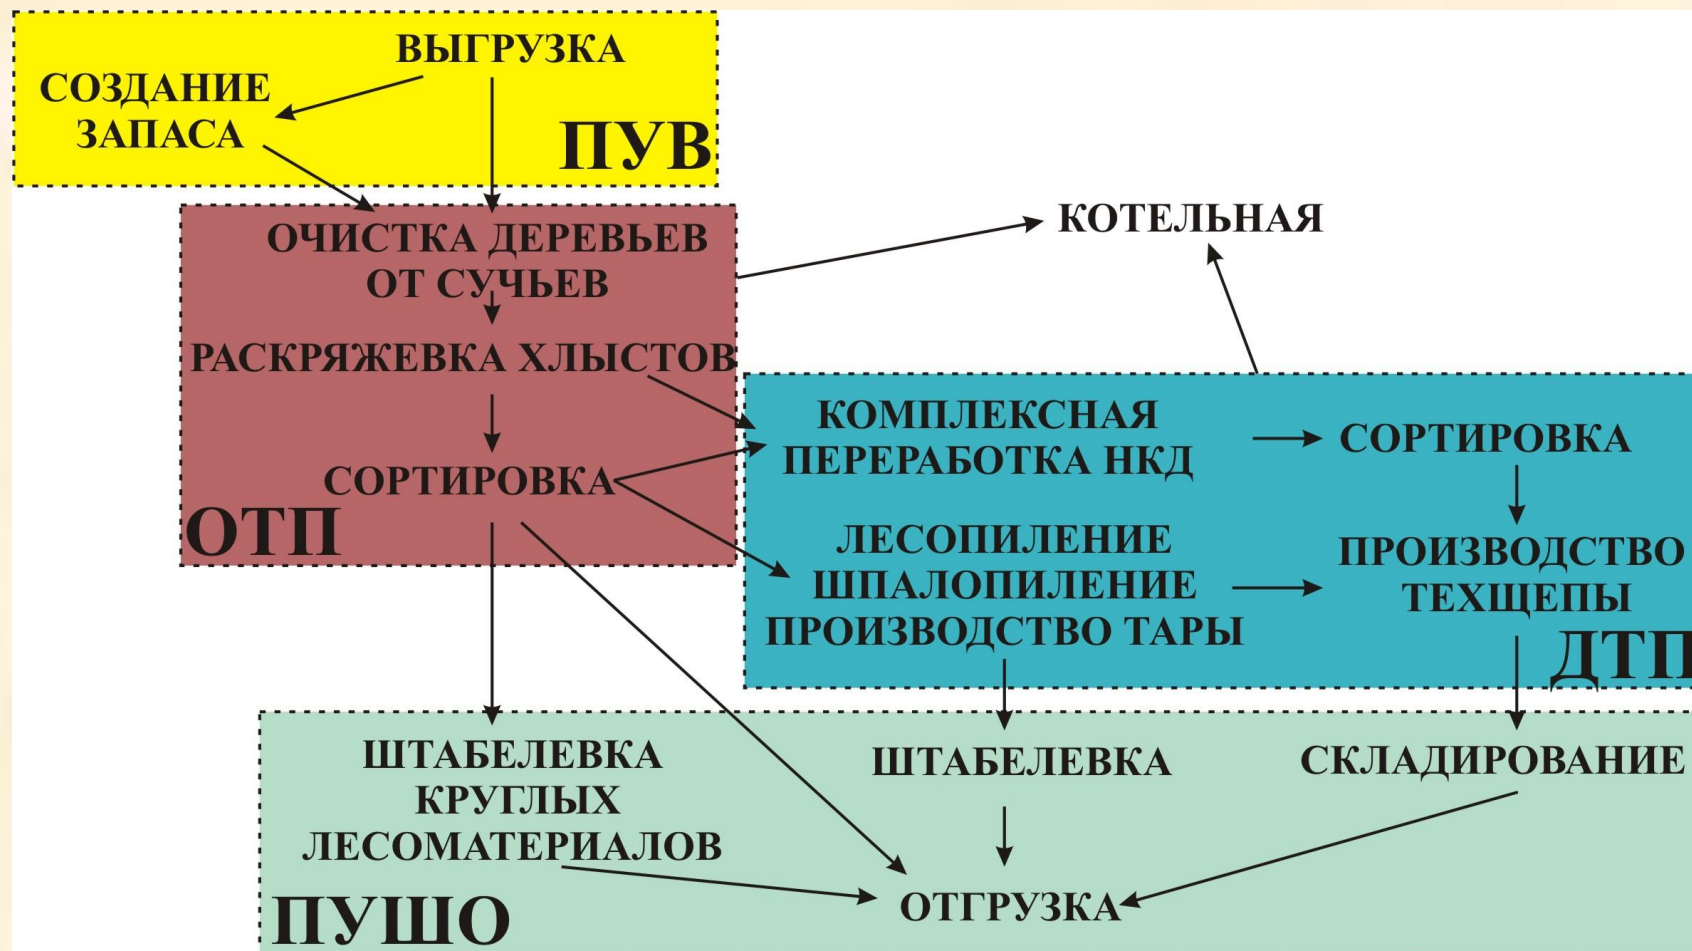 ВЫГРУЗКА
СОЗДАНИЕ
ЗАПАСА
ПУВ
ОЧИСТКА ДЕРЕВЬЕВ
ОТ СУЧЬЕВ
РАСКРЯЖЕВКА ХЛЫСТОВ
СОРТИРОВКА
ОТП
КОТЕЛЬНАЯ
КОМПЛЕКСНАЯ
ПЕРЕРАБОТКА НКД
СОРТИРОВКА
ЛЕСОПИЛЕНИЕ
ШПАЛОПИЛЕНИЕ
ПРОИЗВОДСТВО ТАРЫ
ПРОИЗВОДСТВО
ТЕХЩЕПЫ
ДТП
ШТАБЕЛЕВКА
КРУГЛЫХ
ЛЕСОМАТЕРИАЛОВ
ШТАБЕЛЕВКА
СКЛАДИРОВАНИЕ
ОТГРУЗКА
ПУШО